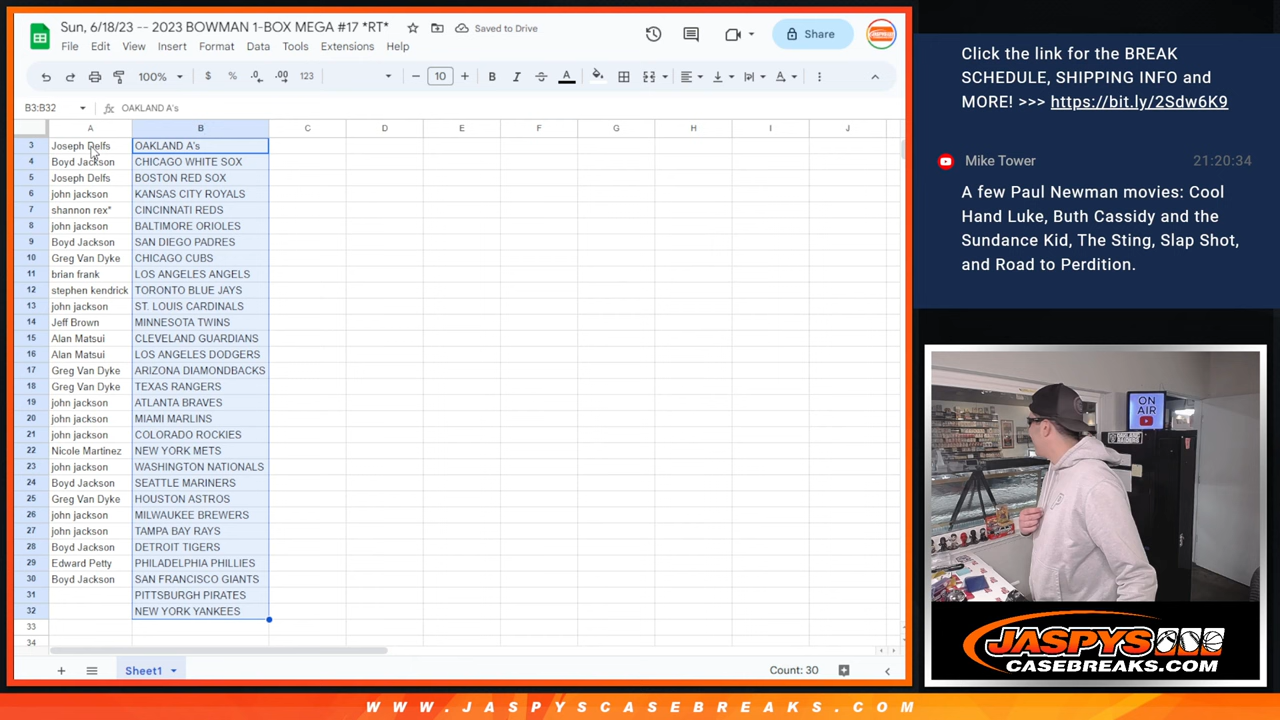 Sun, 6/18/23 -- 2023 BOWMAN 1-BOX MEGA #17 *RT*
Saved to Drive
File Edit View Insert Format Data Tools Extensions Help
Share
100% $ % .0 .00 123 10 B I A
B3:B32 fx OAKLAND A's
A B C D E F G H I J
3 Joseph Delfs OAKLAND A's
4 Boyd Jackson CHICAGO WHITE SOX
5 Joseph Delfs BOSTON RED SOX
6 john jackson KANSAS CITY ROYALS
7 shannon rex* CINCINNATI REDS
8 john jackson BALTIMORE ORIOLES
9 Boyd Jackson SAN DIEGO PADRES
10 Greg Van Dyke CHICAGO CUBS
11 brian frank LOS ANGELES ANGELS
12 stephen kendrick TORONTO BLUE JAYS
13 john jackson ST. LOUIS CARDINALS
14 Jeff Brown MINNESOTA TWINS
15 Alan Matsui CLEVELAND GUARDIANS
16 Alan Matsui LOS ANGELES DODGERS
17 Greg Van Dyke ARIZONA DIAMONDBACKS
18 Greg Van Dyke TEXAS RANGERS
19 john jackson ATLANTA BRAVES
20 john jackson MIAMI MARLINS
21 john jackson COLORADO ROCKIES
22 Nicole Martinez NEW YORK METS
23 john jackson WASHINGTON NATIONALS
24 Boyd Jackson SEATTLE MARINERS
25 Greg Van Dyke HOUSTON ASTROS
26 john jackson MILWAUKEE BREWERS
27 john jackson TAMPA BAY RAYS
28 Boyd Jackson DETROIT TIGERS
29 Edward Petty PHILADELPHIA PHILLIES
30 Boyd Jackson SAN FRANCISCO GIANTS
31 PITTSBURGH PIRATES
32 NEW YORK YANKEES
33
34
Sheet1
Count: 30
Click the link for the BREAK
SCHEDULE, SHIPPING INFO and
MORE! >>> https://bit.ly/2Sdw6K9
Mike Tower 21:20:34
A few Paul Newman movies: Cool
Hand Luke, Buth Cassidy and the
Sundance Kid, The Sting, Slap Shot,
and Road to Perdition.
ON
AIR
JASPYS
CASEBREAKS.COM
WWW.JASPYSCASEBREAKS.COM